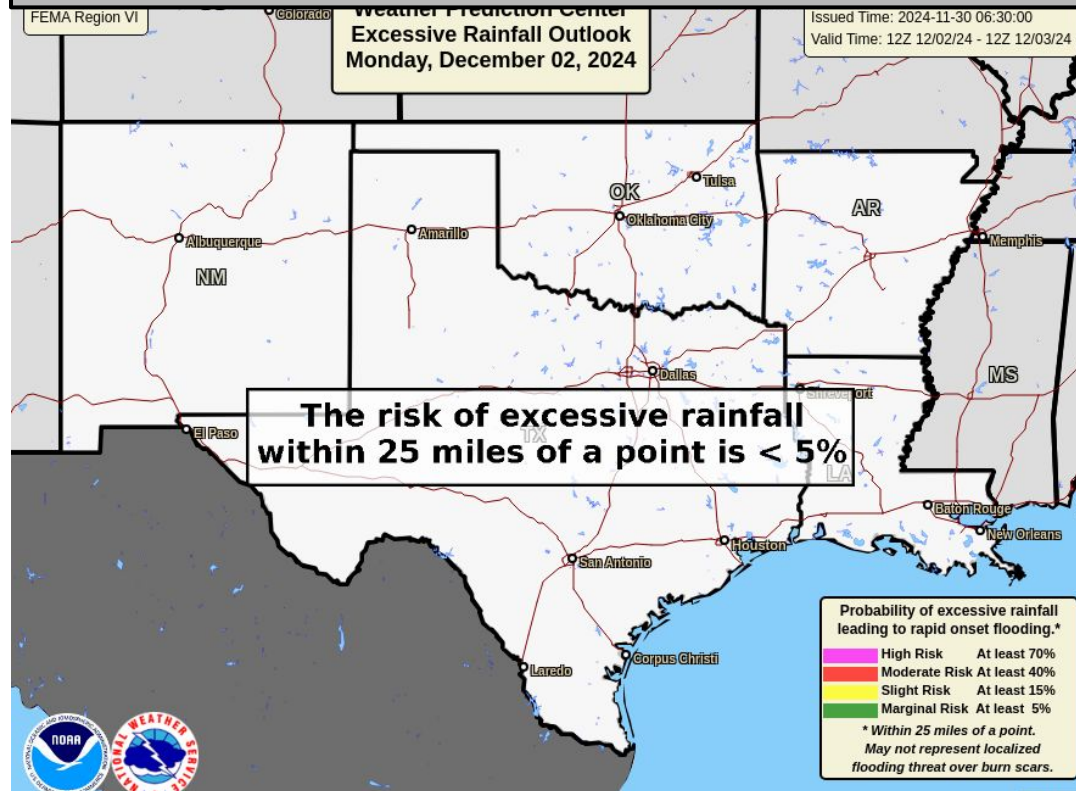 FEMA Region VI
Colorado
Weather Prediction Center
Excessive Rainfall Outlook
Monday, December 02, 2024
Issued Time: 2024-11-30 06:30:00
Valid Time: 12Z 12/02/24 - 12Z 12/03/24
Tulsa
OK
Oklahoma City
AR
Albuquerque
Amarillo
Memphis
NM
Dallas
MS
Shreveport
The risk of excessive rainfall
within 25 miles of a point is < 5%
El Paso
TX
LA
Baton Rouge
New Orleans
Houston
San Antonio
Corpus Christi
Laredo
Probability of excessive rainfall
leading to rapid onset flooding.*
High Risk At least 70%
Moderate Risk At least 40%
Slight Risk At least 15%
Marginal Risk At least 5%
* Within 25 miles of a point.
May not represent localized
flooding threat over burn scars.
NOAA
NATIONAL WEATHER SERVICE